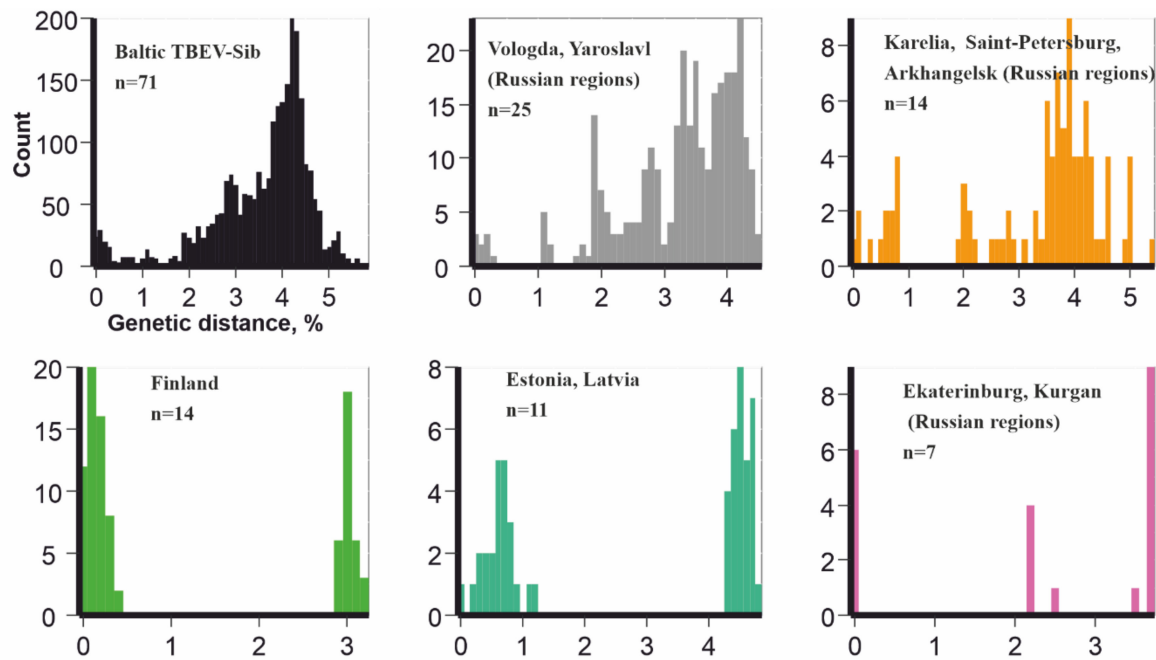 Baltic TBEV-Sib
n=71
Count
200
150
100
50
0
0 1 2 3 4 5
Genetic distance, %
Vologda, Yaroslavl
(Russian regions)
n=25
20
15
10
5
0
0 1 2 3 4
Karelia, Saint-Petersburg,
Arkhangelsk (Russian regions)
n=14
8
6
4
2
0
0 1 2 3 4 5
Finland
n=14
20
15
10
5
0
0 1 2 3
Estonia, Latvia
n=11
8
6
4
2
0
0 1 2 3 4
Ekaterinburg, Kurgan
(Russian regions)
n=7
8
6
4
2
0
0 1 2 3